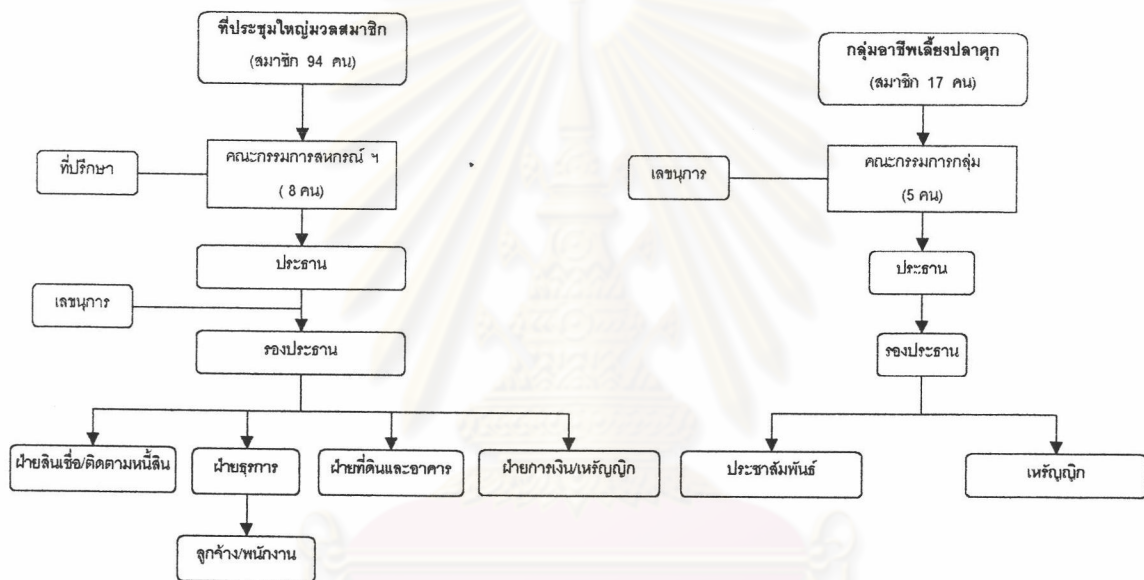 ที่ประชุมใหญ่มวลสมาชิก
(สมาชิก 94 คน)
คณะกรรมการสหกรณ์ ฯ
( 8 คน)
ที่ปรึกษา
ประธาน
เลขนุการ
รองประธาน
ฝ่ายสินเชื่อ/ติดตามหนี้สิน
ฝ่ายธุรการ
ฝ่ายที่ดินและอาคาร
ฝ่ายการเงิน/เหรัญญิก
ลูกจ้าง/พนักงาน
กลุ่มอาชีพเลี้ยงปลาดุก
(สมาชิก 17 คน)
คณะกรรมการกลุ่ม
(5 คน)
เลขนุการ
ประธาน
รองประธาน
ประชาสัมพันธ์
เหรัญญิก